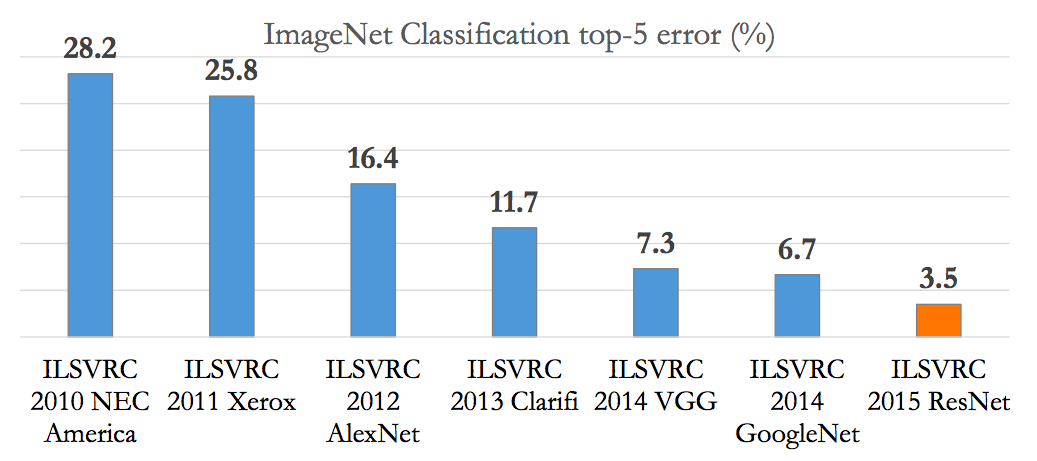 ImageNet Classification top-5 error (%)
28.2
25.8
16.4
11.7
7.3
6.7
3.5
ILSVRC
2010 NEC
America
ILSVRC
2011 Xerox
ILSVRC
2012
AlexNet
ILSVRC
2013 Clarifi
ILSVRC
2014 VGG
ILSVRC
2014
GoogleNet
ILSVRC
2015 ResNet